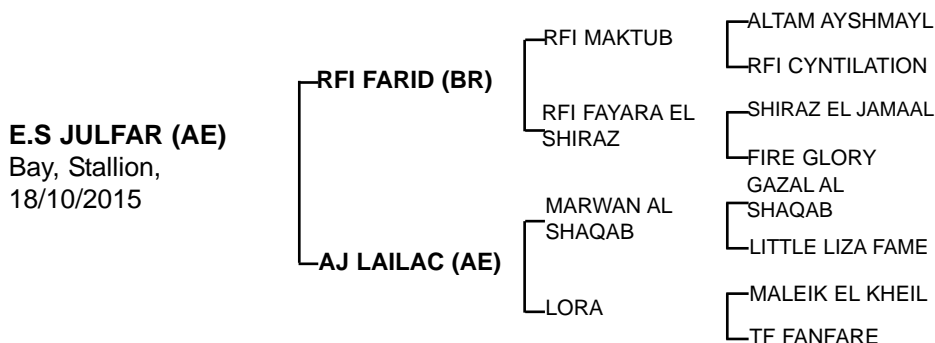 E.S JULFAR (AE)
Bay, Stallion,
18/10/2015
RFI FARID (BR)
AJ LAILAC (AE)
RFI MAKTUB
RFI FAYARA EL
SHIRAZ
MARWAN AL
SHAQAB
LORA
ALTAM AYSHMAYL
RFI CYNTILATION
SHIRAZ EL JAMAAL
FIRE GLORY
GAZAL AL
SHAQAB
LITTLE LIZA FAME
MALEIK EL KHEIL
TF FANFARE